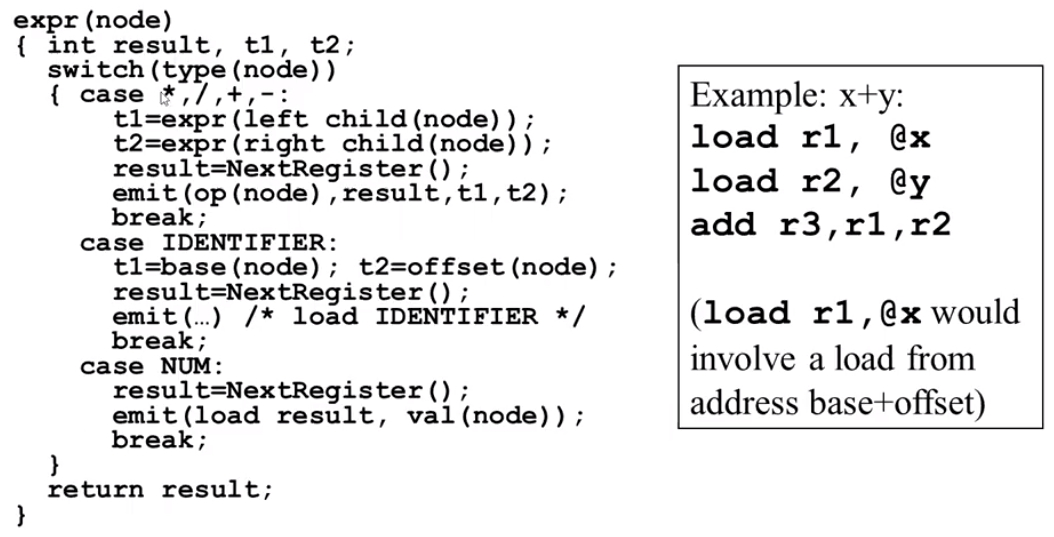 expr(node)
{ int result, t1, t2;
switch(type(node))
{ case *,/,+,-:
t1=expr(left child(node));
t2=expr(right child(node));
result=NextRegister();
emit(op(node),result,t1,t2);
break;
case IDENTIFIER:
t1=base(node); t2=offset(node);
result=NextRegister();
emit(…) /* load IDENTIFIER */
break;
case NUM:
result=NextRegister();
emit(load result, val(node));
break;
}
return result;
}
Example: x+y:
load r1, @x
load r2, @y
add r3,r1,r2
(load r1,@x would
involve a load from
address base+offset)